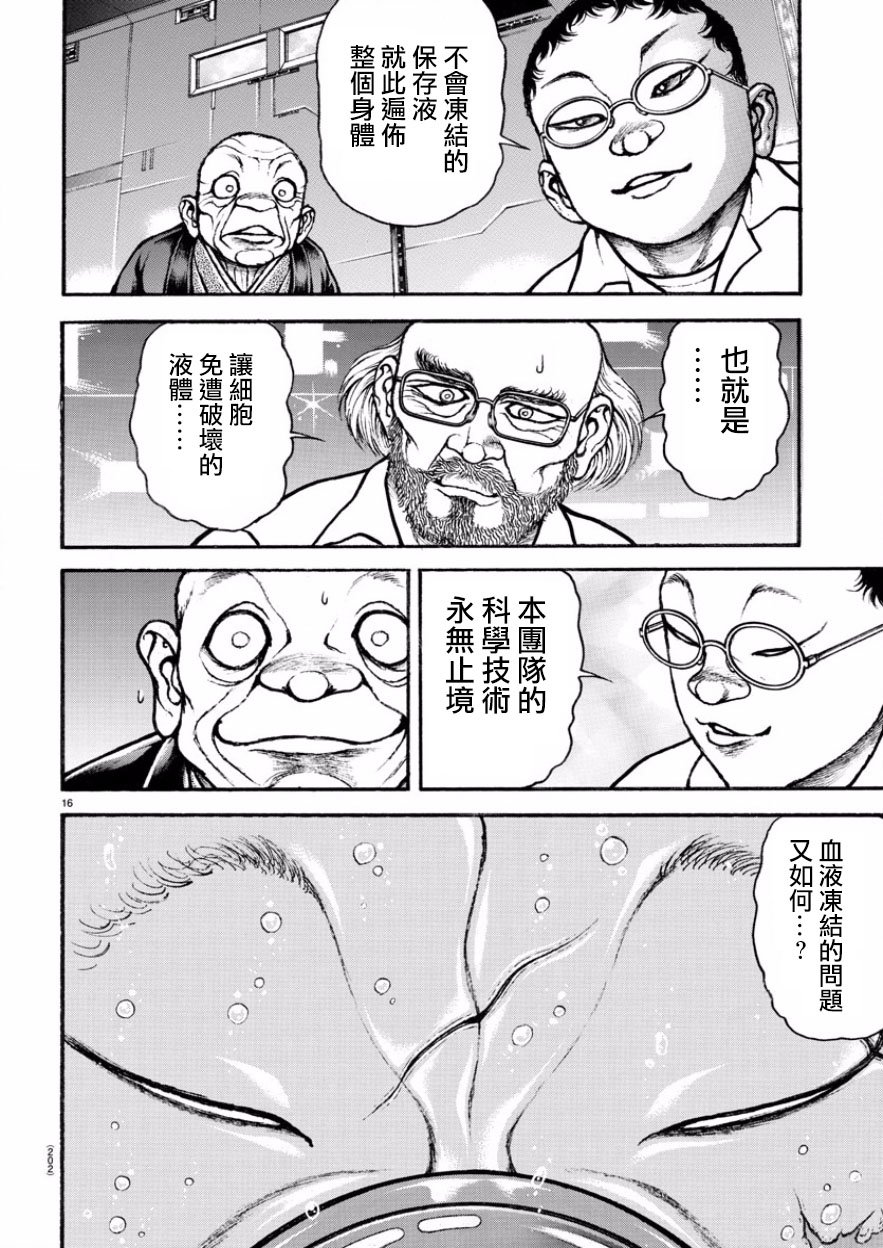 不會凍結的
保存液
就此遍佈
整個身體
也就是
……
讓細胞
免遭破壞的
液體……
本團隊的
科學技術
永無止境
16
血液凍結的問題
又如何…?
(202)